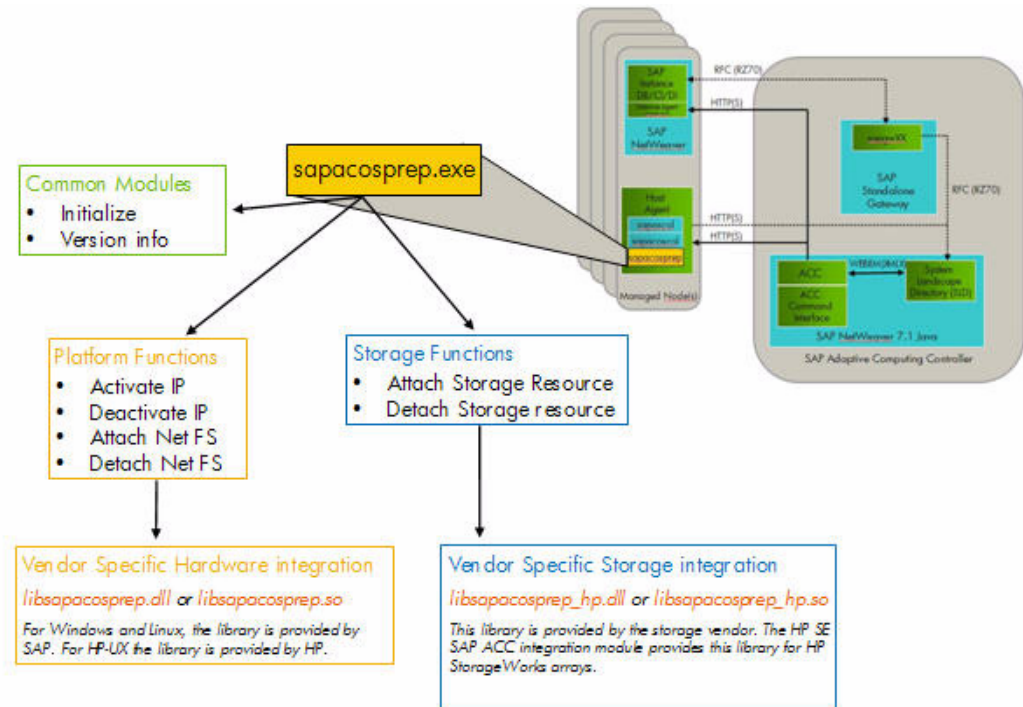 sapacosprep.exe
Common Modules
• Initialize
• Version info
Platform Functions
• Activate IP
• Deactivate IP
• Attach Net FS
• Detach Net FS
Storage Functions
• Attach Storage Resource
• Detach Storage resource
Vendor Specific Hardware integration
libsapacosprep.dll or libsapacosprep.so
For Windows and Linux, the library is provided by
SAP. For HP-UX the library is provided by HP.
Vendor Specific Storage integration
libsapacosprep_hp.dll or libsapacosprep_hp.so
This library is provided by the storage vendor. The HP SE
SAP ACC integration module provides this library for HP
StorageWorks arrays.
SAP
Instance
DB/CI/DI
SAP
NetWeaver
Host
Agent
sapacosprep
Managed Node(s)
RFC (RZ70)
HTTP(S)
HTTP(S)
HTTP(S)
SAP
Standalone
Gateway
RFC (RZ70)
ACC
ACC
Command
Interface
System
Landscape
Directory (SLD)
SAP NetWeaver 7.1 Java
SAP Adaptive Computing Controller